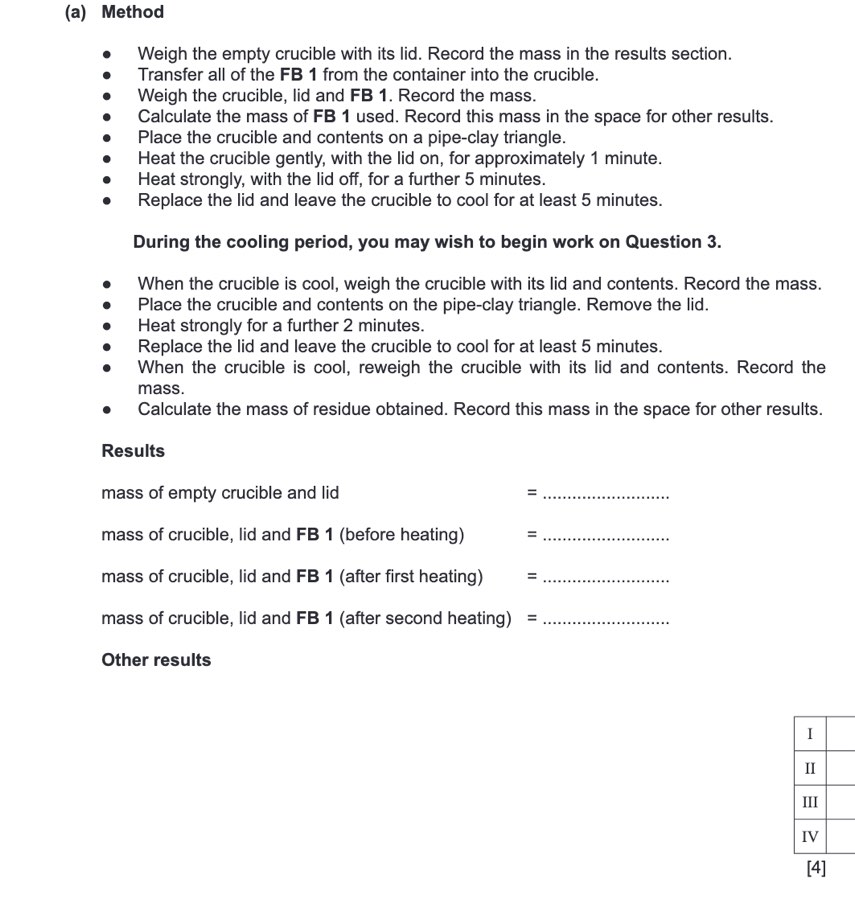 (a) Method
• Weigh the empty crucible with its lid. Record the mass in the results section.
• Transfer all of the FB 1 from the container into the crucible.
• Weigh the crucible, lid and FB 1. Record the mass.
• Calculate the mass of FB 1 used. Record this mass in the space for other results.
• Place the crucible and contents on a pipe-clay triangle.
• Heat the crucible gently, with the lid on, for approximately 1 minute.
• Heat strongly, with the lid off, for a further 5 minutes.
• Replace the lid and leave the crucible to cool for at least 5 minutes.
During the cooling period, you may wish to begin work on Question 3.
• When the crucible is cool, weigh the crucible with its lid and contents. Record the mass.
• Place the crucible and contents on the pipe-clay triangle. Remove the lid.
• Heat strongly for a further 2 minutes.
• Replace the lid and leave the crucible to cool for at least 5 minutes.
• When the crucible is cool, reweigh the crucible with its lid and contents. Record the
mass.
• Calculate the mass of residue obtained. Record this mass in the space for other results.
Results
mass of empty crucible and lid = ..........................
mass of crucible, lid and FB 1 (before heating) = ..........................
mass of crucible, lid and FB 1 (after first heating) = ..........................
mass of crucible, lid and FB 1 (after second heating) = ..........................
Other results
I
II
III
IV
[4]